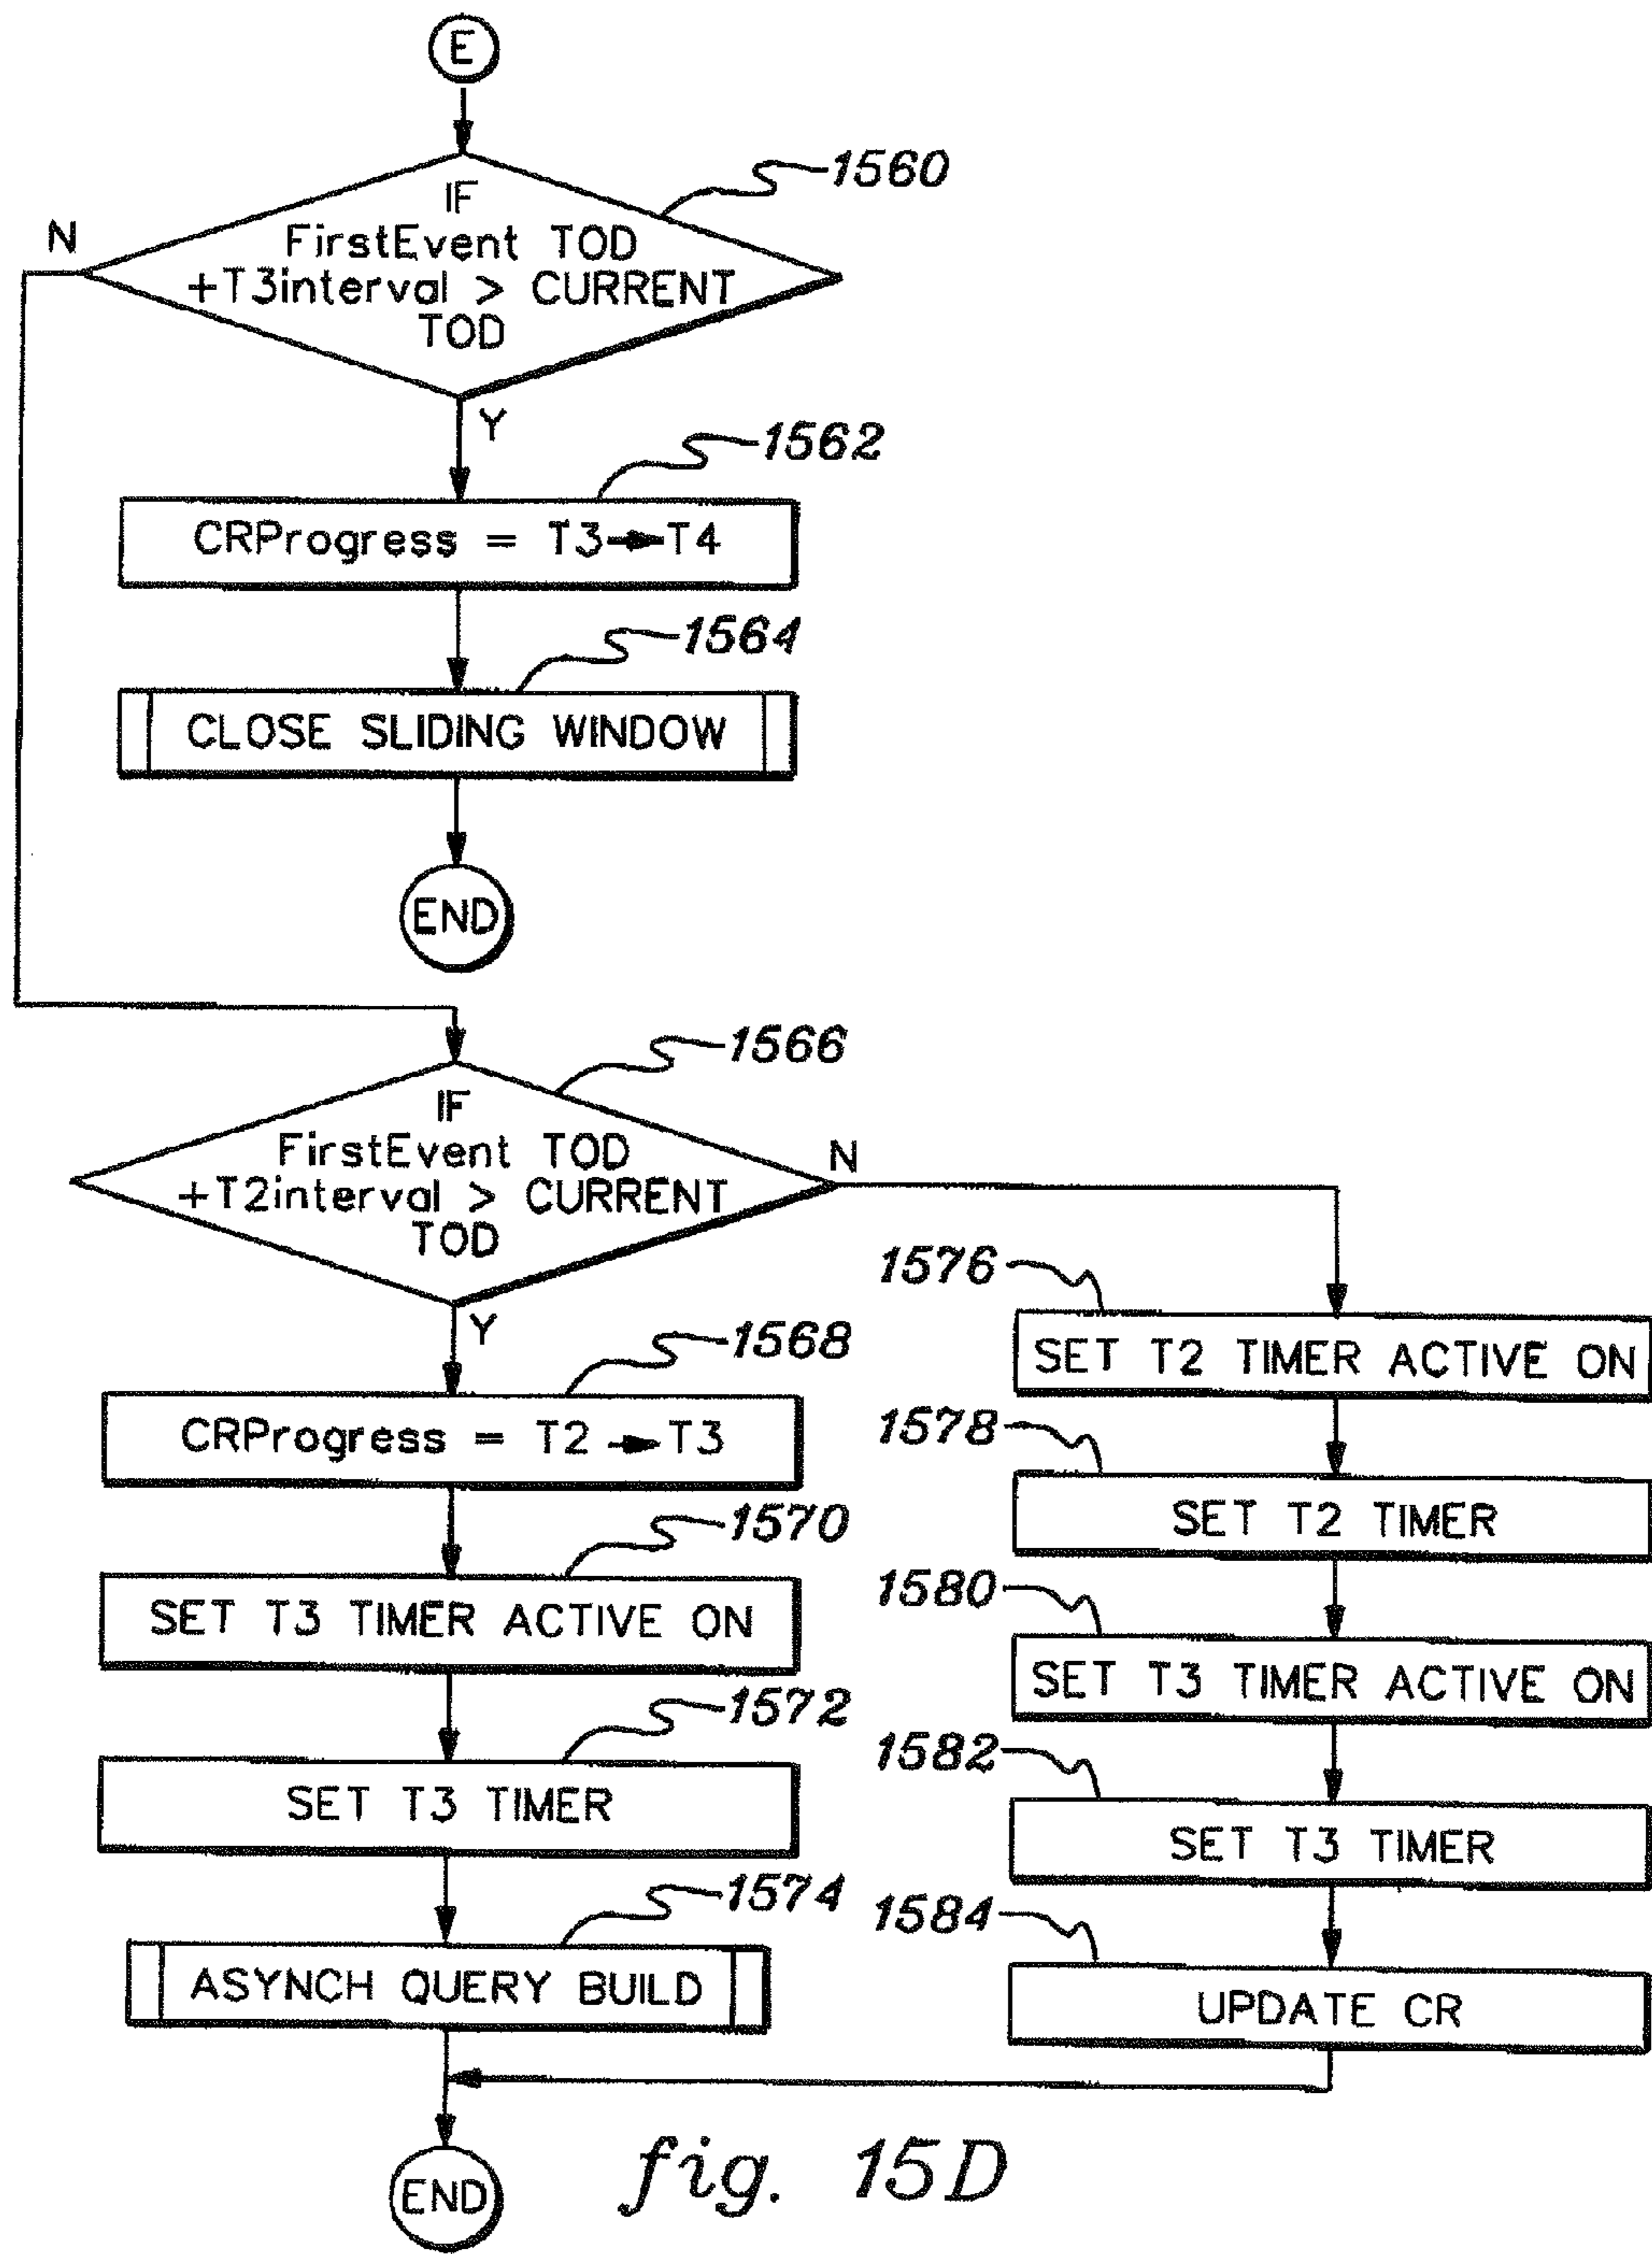 E
1560
IF
FirstEvent TOD
+T3interval > CURRENT
TOD
N
Y
1562
CRProgress = T3→T4
1564
CLOSE SLIDING WINDOW
END
1566
IF
FirstEvent TOD
+T2interval > CURRENT
TOD
N
Y
1568
CRProgress = T2 → T3
1570
SET T3 TIMER ACTIVE ON
1572
SET T3 TIMER
1574
ASYNCH QUERY BUILD
1576
SET T2 TIMER ACTIVE ON
1578
SET T2 TIMER
1580
SET T3 TIMER ACTIVE ON
1582
SET T3 TIMER
1584
UPDATE CR
END
fig. 15D